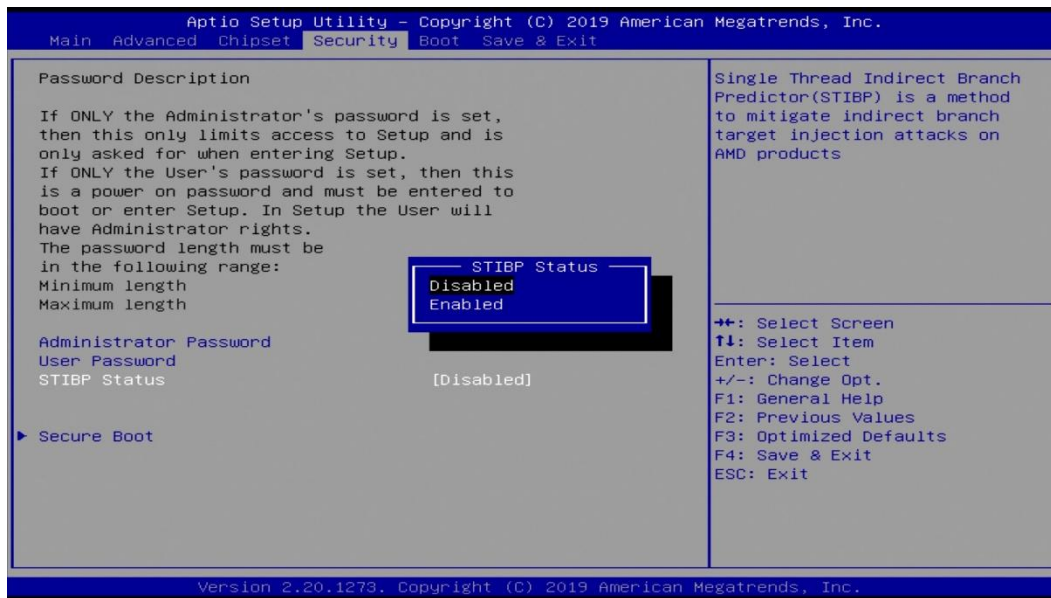 Aptio Setup Utility – Copyright (C) 2019 American Megatrends, Inc.
Main Advanced Chipset Security Boot Save & Exit
Password Description
If ONLY the Administrator's password is set,
then this only limits access to Setup and is
only asked for when entering Setup.
If ONLY the User's password is set, then this
is a power on password and must be entered to
boot or enter Setup. In Setup the User will
have Administrator rights.
The password length must be
in the following range:
Minimum length
Maximum length
STIBP Status
Disabled
Enabled
Administrator Password
User Password
STIBP Status [Disabled]
Secure Boot
Single Thread Indirect Branch
Predictor(STIBP) is a method
to mitigate indirect branch
target injection attacks on
AMD products
→←: Select Screen
↑↓: Select Item
Enter: Select
+/-: Change Opt.
F1: General Help
F2: Previous Values
F3: Optimized Defaults
F4: Save & Exit
ESC: Exit
Version 2.20.1273. Copyright (C) 2019 American Megatrends, Inc.